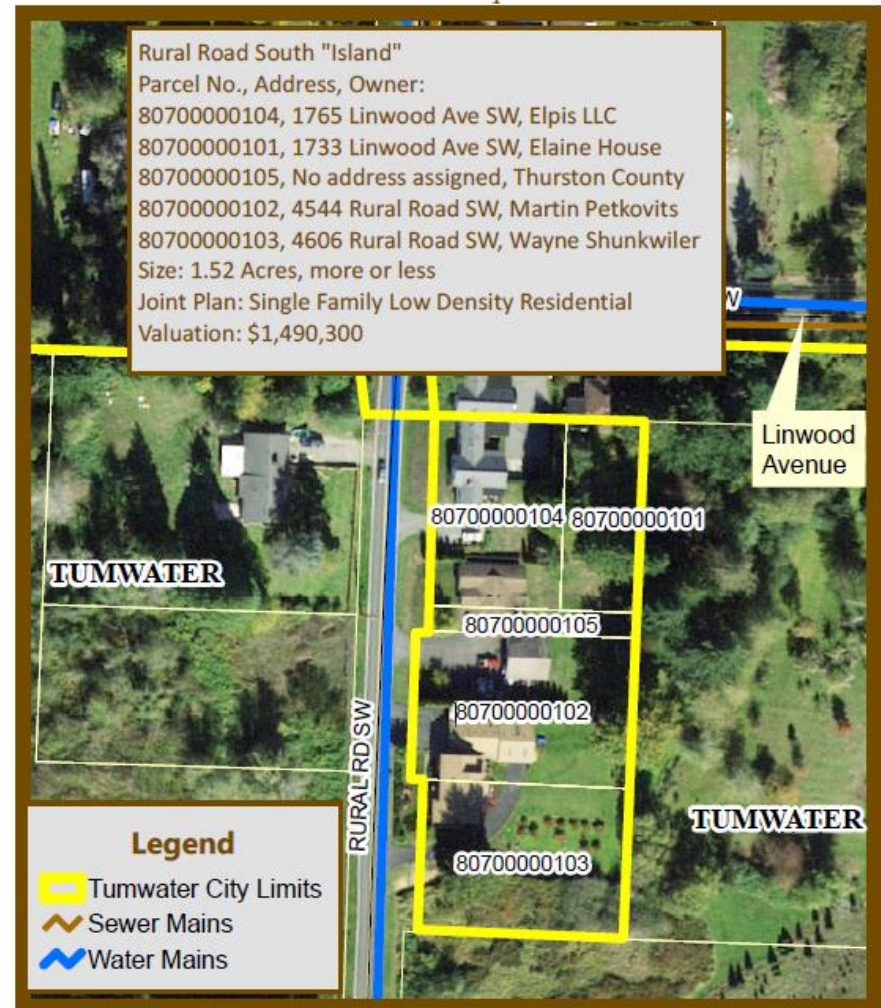 Rural Road South "Island"
Parcel No., Address, Owner:
80700000104, 1765 Linwood Ave SW, Elpis LLC
80700000101, 1733 Linwood Ave SW, Elaine House
80700000105, No address assigned, Thurston County
80700000102, 4544 Rural Road SW, Martin Petkovits
80700000103, 4606 Rural Road SW, Wayne Shunkwiler
Size: 1.52 Acres, more or less
Joint Plan: Single Family Low Density Residential
Valuation: $1,490,300
W
Linwood
Avenue
80700000104
80700000101
TUMWATER
80700000105
80700000102
RURAL RD SW
TUMWATER
80700000103
Legend
Tumwater City Limits
Sewer Mains
Water Mains